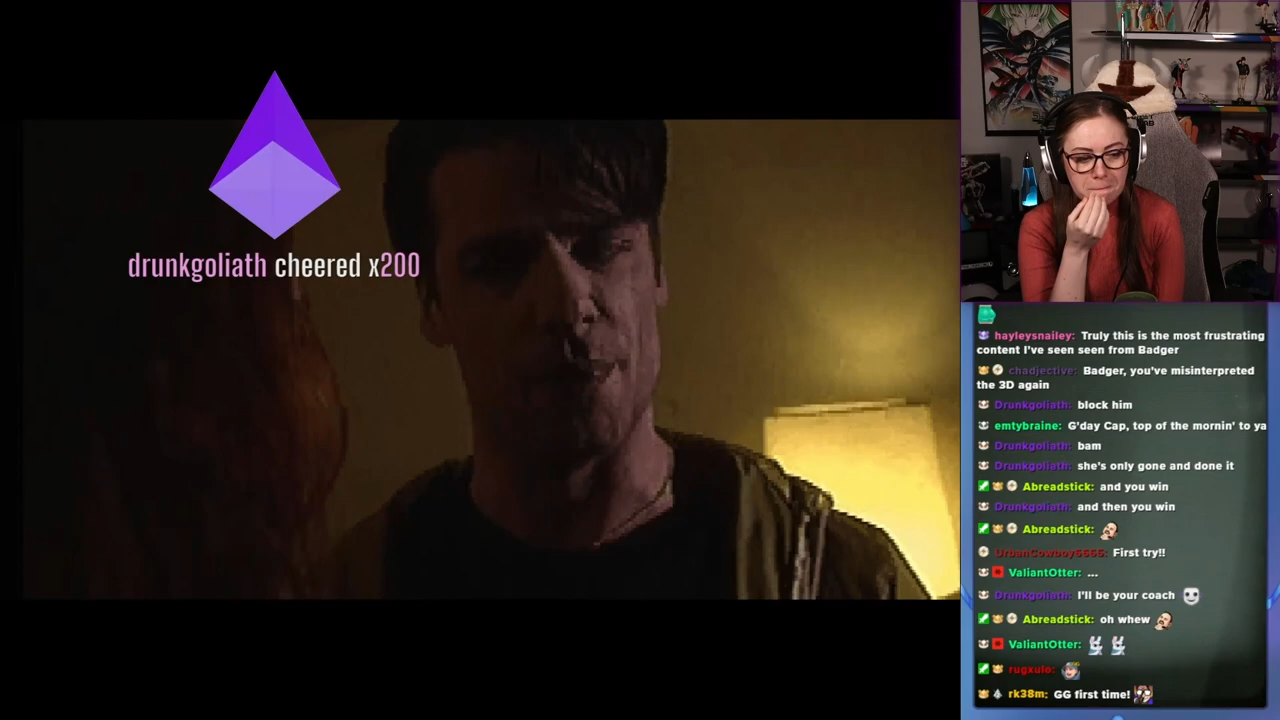 drunkgoliath cheered x200
hayleysnailey: Truly this is the most frustrating
content I've seen seen from Badger
chadjective: Badger, you've misinterpreted
the 3D again
Drunkgoliath: block him
emtybraine: G'day Cap, top of the mornin' to ya
Drunkgoliath: bam
Drunkgoliath: she's only gone and done it
Abreadstick: and you win
Drunkgoliath: and then you win
Abreadstick:
UrbanCowboy6666: First try!!
ValiantOtter: ...
Drunkgoliath: I'll be your coach
Abreadstick: oh whew
ValiantOtter:
rugxulo:
rk38m: GG first time!